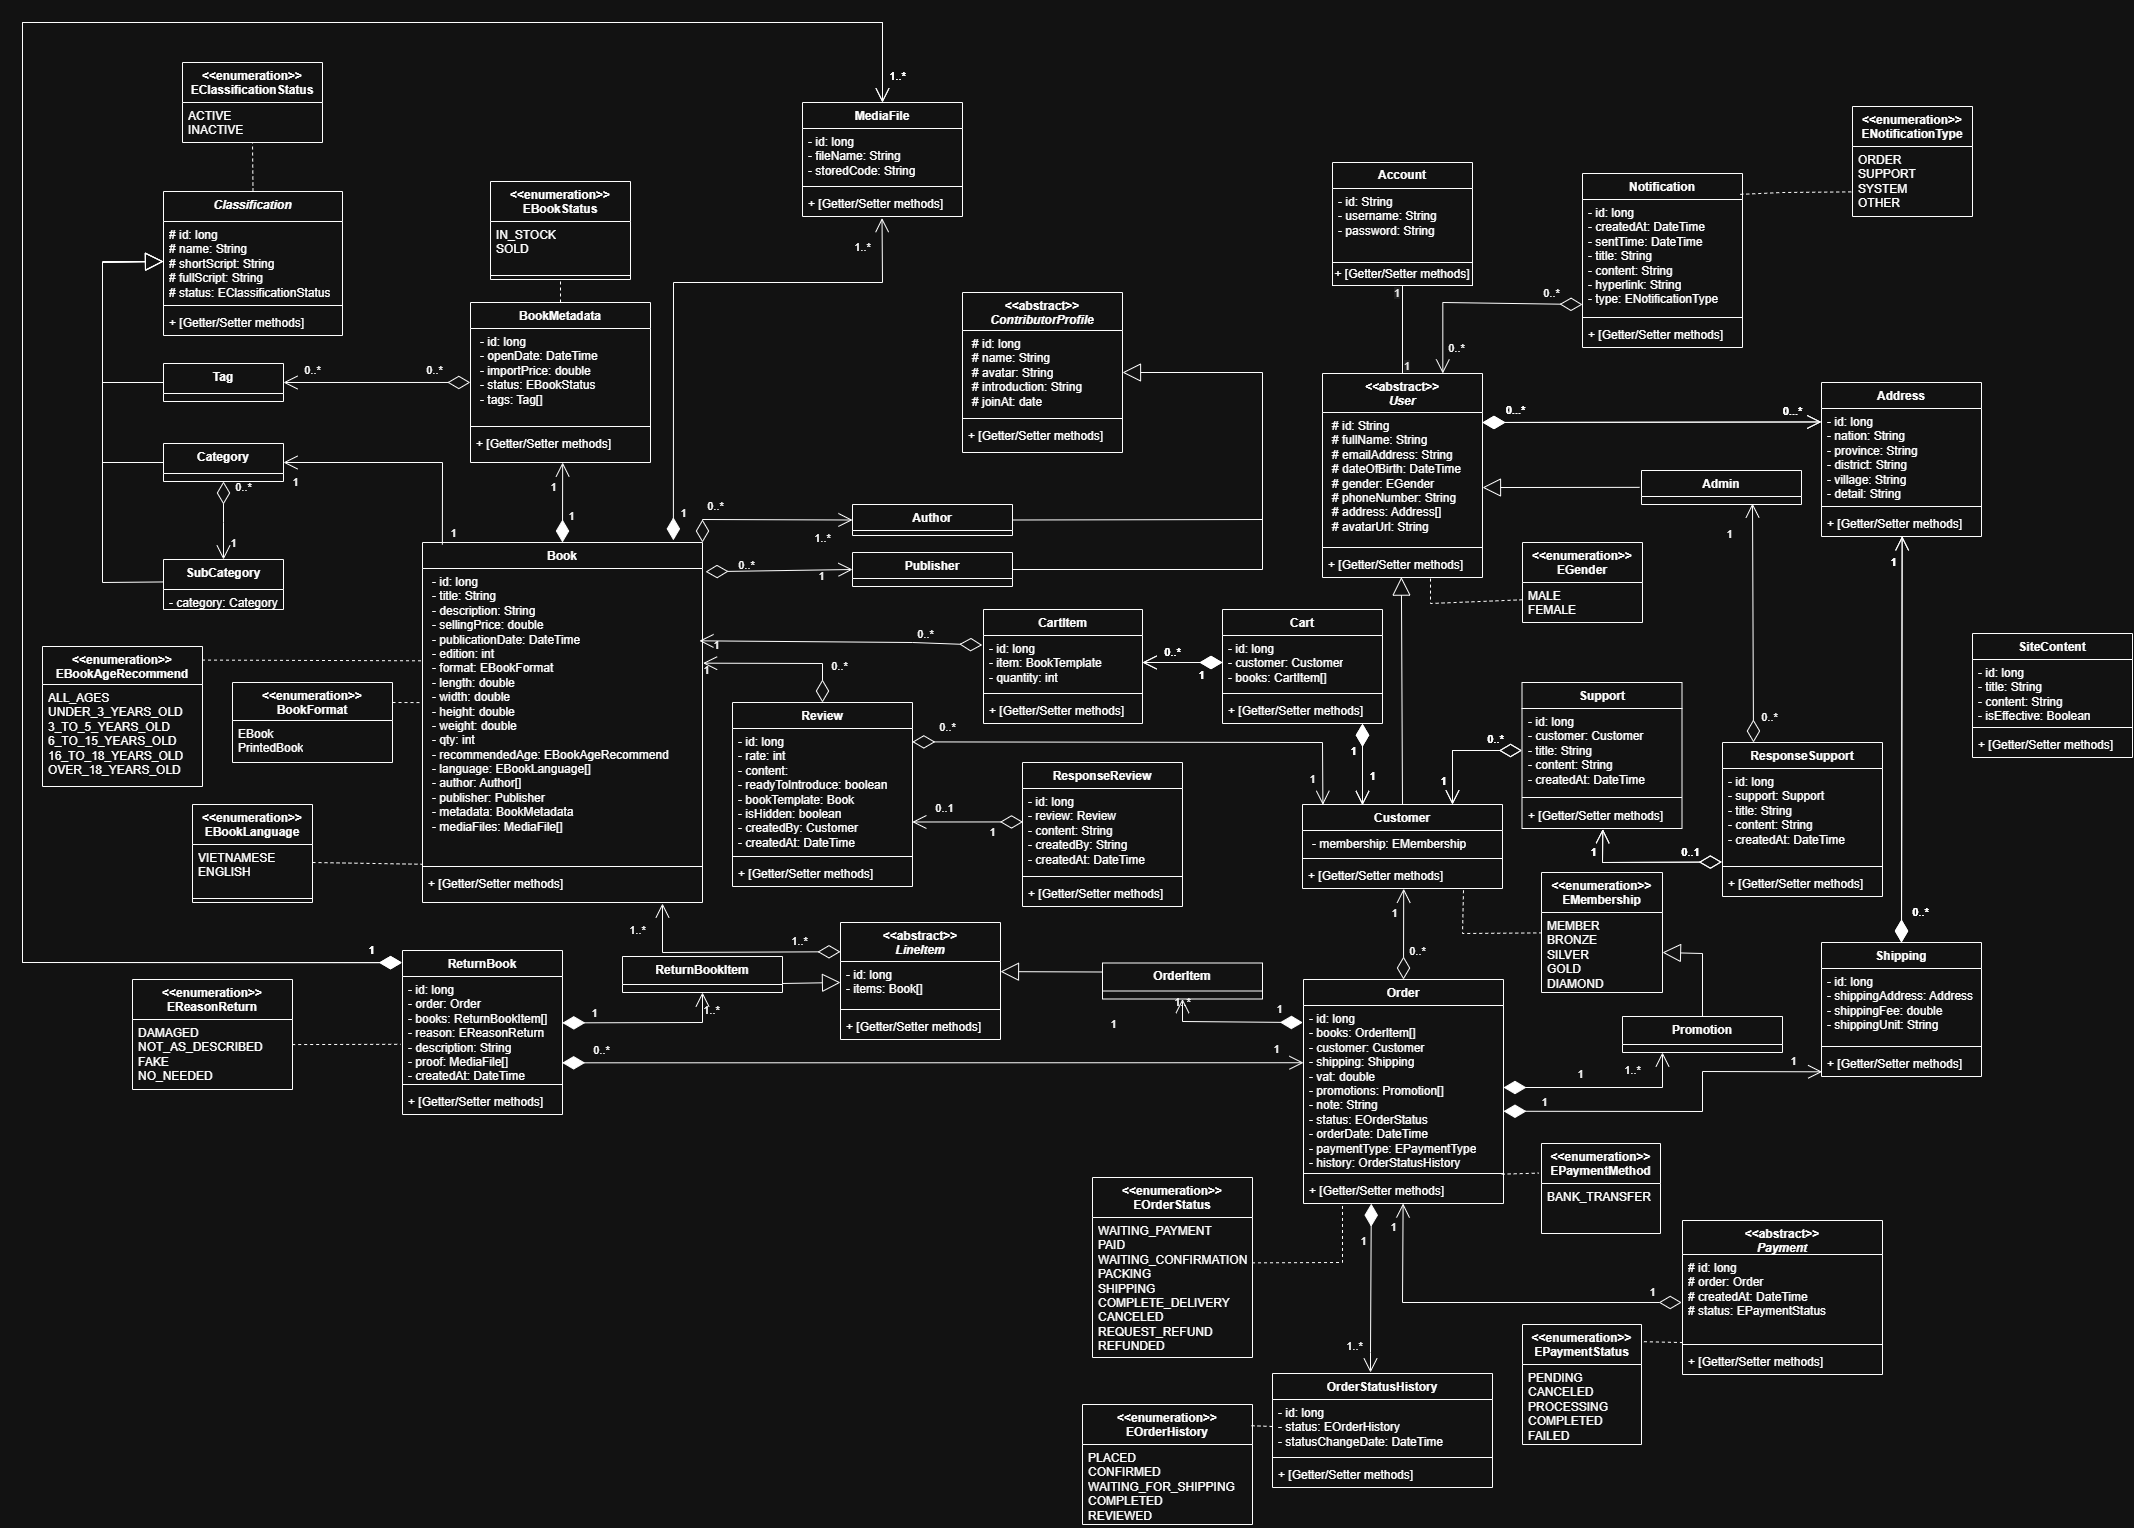 <<enumeration>>
EClassificationStatus
ACTIVE
INACTIVE
Classification
# id: long
# name: String
# shortScript: String
# fullScript: String
# status: EClassificationStatus
+ [Getter/Setter methods]
Tag
Category
SubCategory
- category: Category
0..*
0..*
0..*
1
1
1
<<enumeration>>
EBookStatus
IN_STOCK
SOLD
BookMetadata
- id: long
- openDate: DateTime
- importPrice: double
- status: EBookStatus
- tags: Tag[]
+ [Getter/Setter methods]
1
1
1
1..*
1..*
MediaFile
- id: long
- fileName: String
- storedCode: String
+ [Getter/Setter methods]
<<abstract>>
ContributorProfile
# id: long
# name: String
# avatar: String
# introduction: String
# joinAt: date
+ [Getter/Setter methods]
Author
Publisher
0..*
1..*
0..*
1
Book
- id: long
- title: String
- description: String
- sellingPrice: double
- publicationDate: DateTime
- edition: int
- format: EBookFormat
- length: double
- width: double
- height: double
- weight: double
- qty: int
- recommendedAge: EBookAgeRecommend
- language: EBookLanguage[]
- author: Author[]
- publisher: Publisher
- metadata: BookMetadata
- mediaFiles: MediaFile[]
+ [Getter/Setter methods]
<<enumeration>>
EBookAgeRecommend
ALL_AGES
UNDER_3_YEARS_OLD
3_TO_5_YEARS_OLD
6_TO_15_YEARS_OLD
16_TO_18_YEARS_OLD
OVER_18_YEARS_OLD
<<enumeration>>
BookFormat
EBook
PrintedBook
<<enumeration>>
EBookLanguage
VIETNAMESE
ENGLISH
Account
- id: String
- username: String
- password: String
+ [Getter/Setter methods]
1
1
Notification
- id: long
- createdAt: DateTime
- sentTime: DateTime
- title: String
- content: String
- hyperlink: String
- type: ENotificationType
+ [Getter/Setter methods]
0..*
0..*
<<enumeration>>
ENotificationType
ORDER
SUPPORT
SYSTEM
OTHER
<<abstract>>
User
# id: String
# fullName: String
# emailAddress: String
# dateOfBirth: DateTime
# gender: EGender
# phoneNumber: String
# address: Address[]
# avatarUrl: String
+ [Getter/Setter methods]
0...*
0...*
Address
- id: long
- nation: String
- province: String
- district: String
- village: String
- detail: String
+ [Getter/Setter methods]
Admin
1
1
<<enumeration>>
EGender
MALE
FEMALE
CartItem
- id: long
- item: BookTemplate
- quantity: int
+ [Getter/Setter methods]
0..*
1
0..*
1
Cart
- id: long
- customer: Customer
- books: CartItem[]
+ [Getter/Setter methods]
1
1
Review
- id: long
- rate: int
- content:
- readyToIntroduce: boolean
- bookTemplate: Book
- isHidden: boolean
- createdBy: Customer
- createdAt: DateTime
+ [Getter/Setter methods]
0..*
1
0..*
1
ResponseReview
- id: long
- review: Review
- content: String
- createdBy: String
- createdAt: DateTime
+ [Getter/Setter methods]
0..1
1
Customer
- membership: EMembership
+ [Getter/Setter methods]
Support
- id: long
- customer: Customer
- title: String
- content: String
- createdAt: DateTime
+ [Getter/Setter methods]
0..*
1
ResponseSupport
- id: long
- support: Support
- title: String
- content: String
- createdAt: DateTime
+ [Getter/Setter methods]
0..*
1
0..1
SiteContent
- id: long
- title: String
- content: String
- isEffective: Boolean
+ [Getter/Setter methods]
<<enumeration>>
EMembership
MEMBER
BRONZE
SILVER
GOLD
DIAMOND
Shipping
- id: long
- shippingAddress: Address
- shippingFee: double
- shippingUnit: String
+ [Getter/Setter methods]
0..*
Promotion
ReturnBook
- id: long
- order: Order
- books: ReturnBookItem[]
- reason: EReasonReturn
- description: String
- proof: MediaFile[]
- createdAt: DateTime
+ [Getter/Setter methods]
1
1
1..*
0..*
1
<<enumeration>>
EReasonReturn
DAMAGED
NOT_AS_DESCRIBED
FAKE
NO_NEEDED
ReturnBookItem
1..*
1..*
<<abstract>>
LineItem
- id: long
- items: Book[]
+ [Getter/Setter methods]
OrderItem
1..*
1
Order
- id: long
- books: OrderItem[]
- customer: Customer
- shipping: Shipping
- vat: double
- promotions: Promotion[]
- note: String
- status: EOrderStatus
- orderDate: DateTime
- paymentType: EPaymentType
- history: OrderStatusHistory
+ [Getter/Setter methods]
1
1
0..*
1
1..*
1
1
<<enumeration>>
EPaymentMethod
BANK_TRANSFER
<<enumeration>>
EOrderStatus
WAITING_PAYMENT
PAID
WAITING_CONFIRMATION
PACKING
SHIPPING
COMPLETE_DELIVERY
CANCELED
REQUEST_REFUND
REFUNDED
1
1
1
1..*
<<abstract>>
Payment
# id: long
# order: Order
# createdAt: DateTime
# status: EPaymentStatus
+ [Getter/Setter methods]
<<enumeration>>
EPaymentStatus
PENDING
CANCELED
PROCESSING
COMPLETED
FAILED
OrderStatusHistory
- id: long
- status: EOrderHistory
- statusChangeDate: DateTime
+ [Getter/Setter methods]
<<enumeration>>
EOrderHistory
PLACED
CONFIRMED
WAITING_FOR_SHIPPING
COMPLETED
REVIEWED